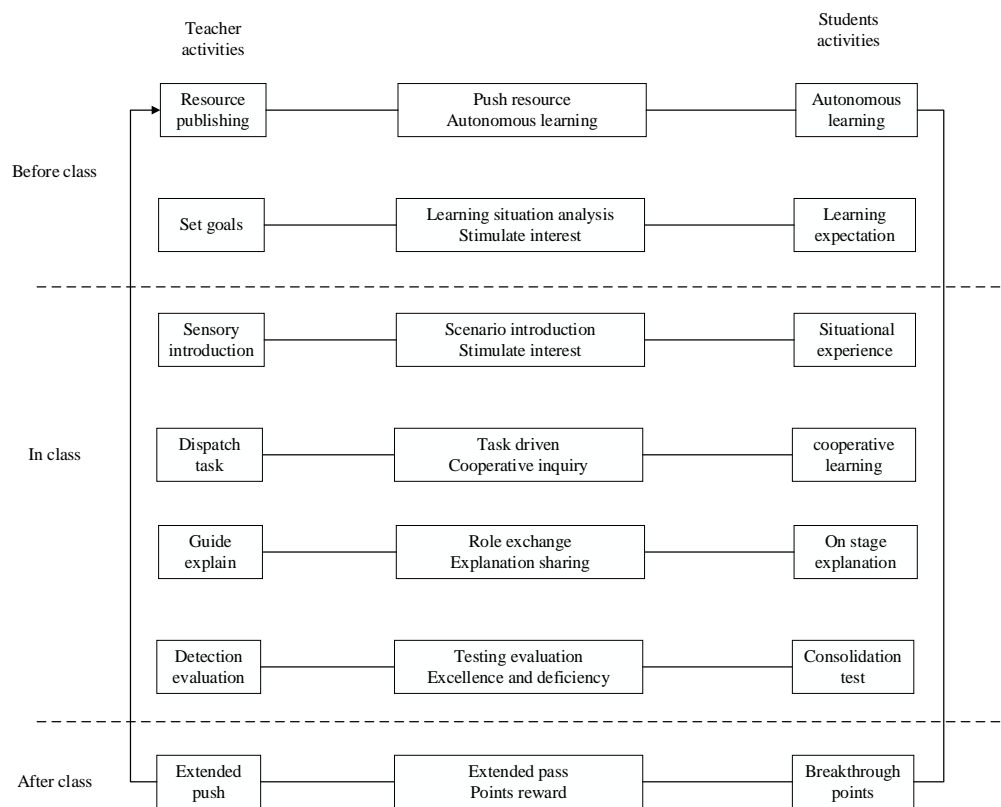 Teacher
activities
Students
activities
Before class
Resource
publishing
Push resource
Autonomous learning
Autonomous
learning
Set goals
Learning situation analysis
Stimulate interest
Learning
expectation
In class
Sensory
introduction
Scenario introduction
Stimulate interest
Situational
experience
Dispatch
task
Task driven
Cooperative inquiry
cooperative
learning
Guide
explain
Role exchange
Explanation sharing
On stage
explanation
Detection
evaluation
Testing evaluation
Excellence and deficiency
Consolidation
test
After class
Extended
push
Extended pass
Points reward
Breakthrough
points